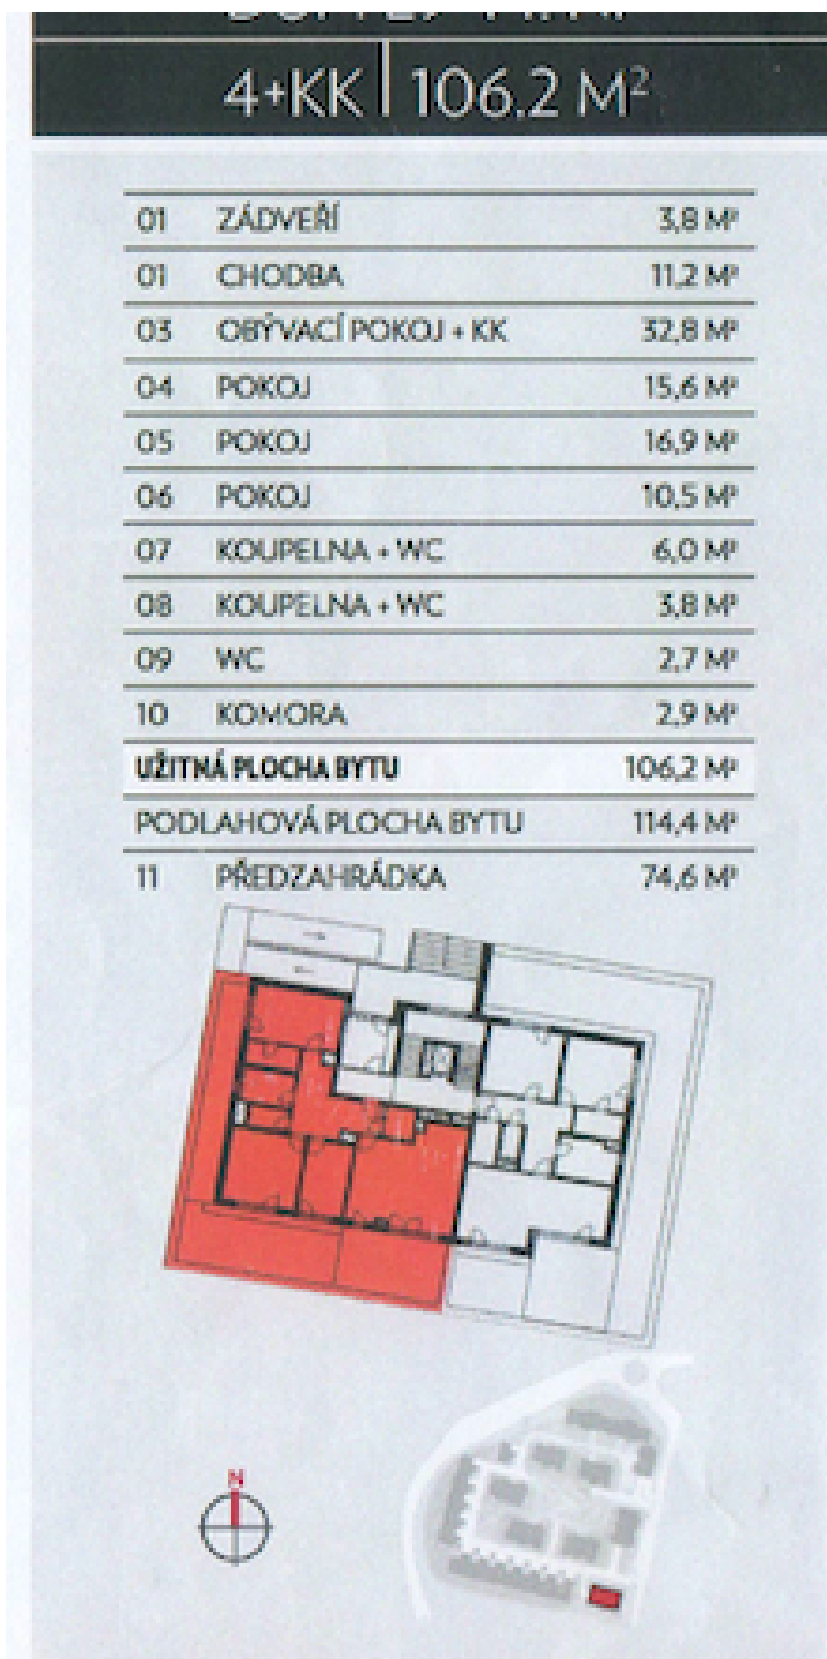 4+KK | 106.2 M²
01 ZÁDVEŘÍ 3,8 M²
01 CHODBA 11,2 M²
03 OBÝVACÍ POKOJ + KK 32,8 M²
04 POKOJ 15,6 M²
05 POKOJ 16,9 M²
06 POKOJ 10,5 M²
07 KOUPELNA + WC 6,0 M²
08 KOUPELNA + WC 3,8 M²
09 WC 2,7 M²
10 KOMORA 2,9 M²
UŽITNÁ PLOCHA BYTU 106,2 M²
PODLAHOVÁ PLOCHA BYTU 114,4 M²
11 PŘEDZAHRÁDKA 74,6 M²
N